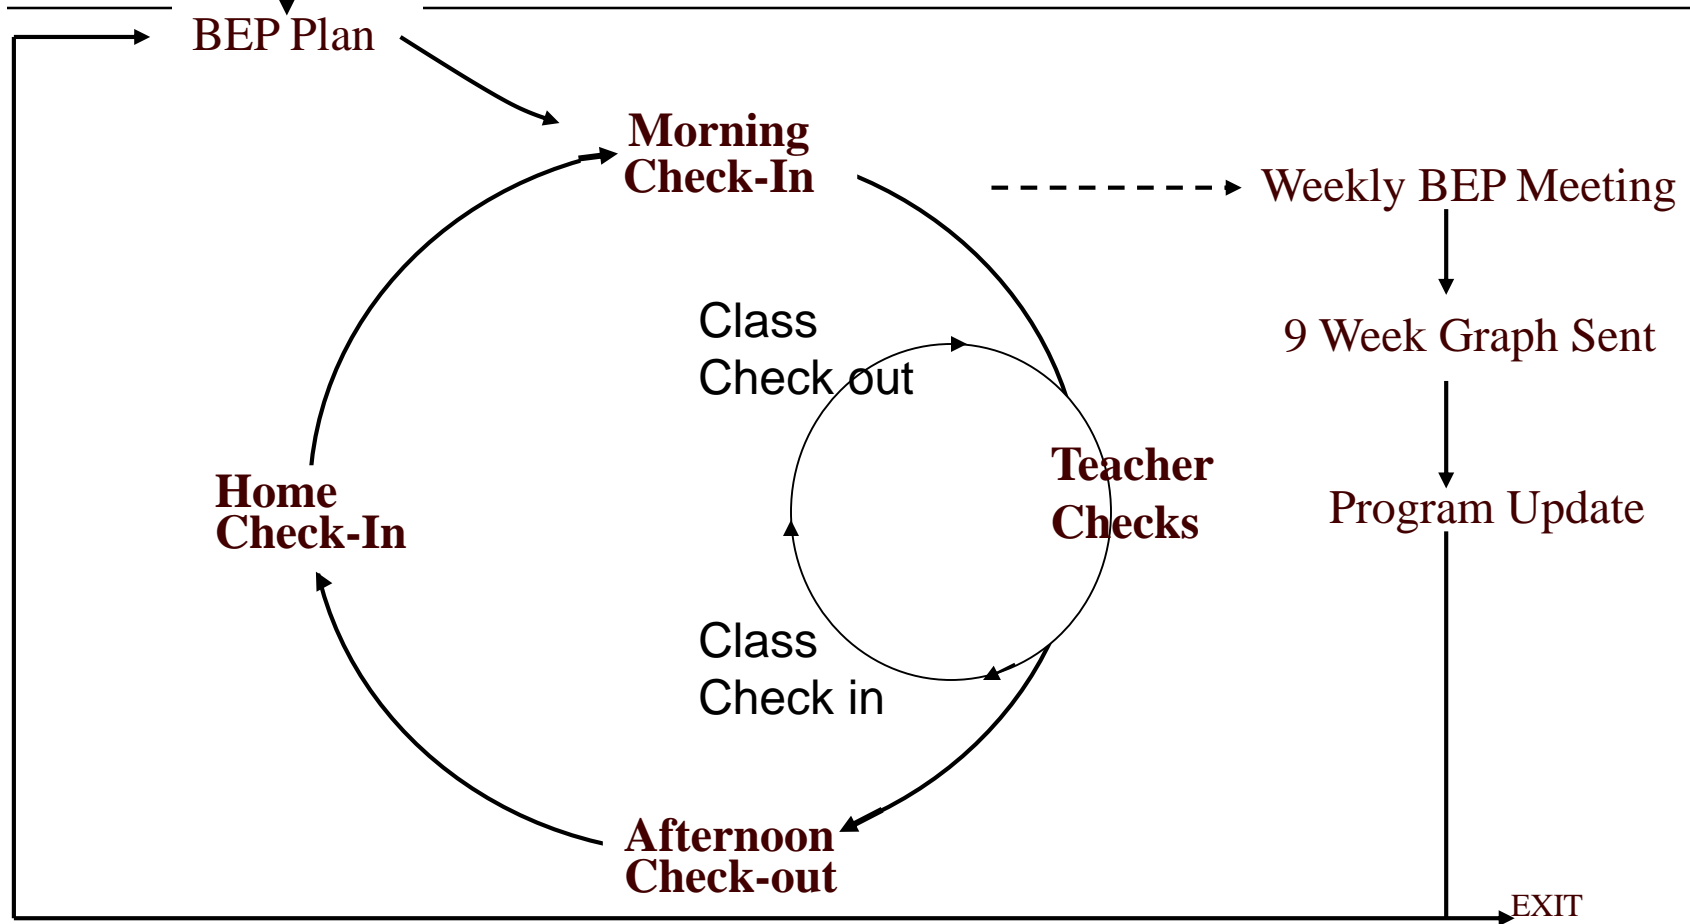 BEP Plan
Morning
Check-In
Weekly BEP Meeting
Class
Check out
9 Week Graph Sent
Teacher
Checks
Home
Check-In
Program Update
Class
Check in
Afternoon
Check-out
EXIT